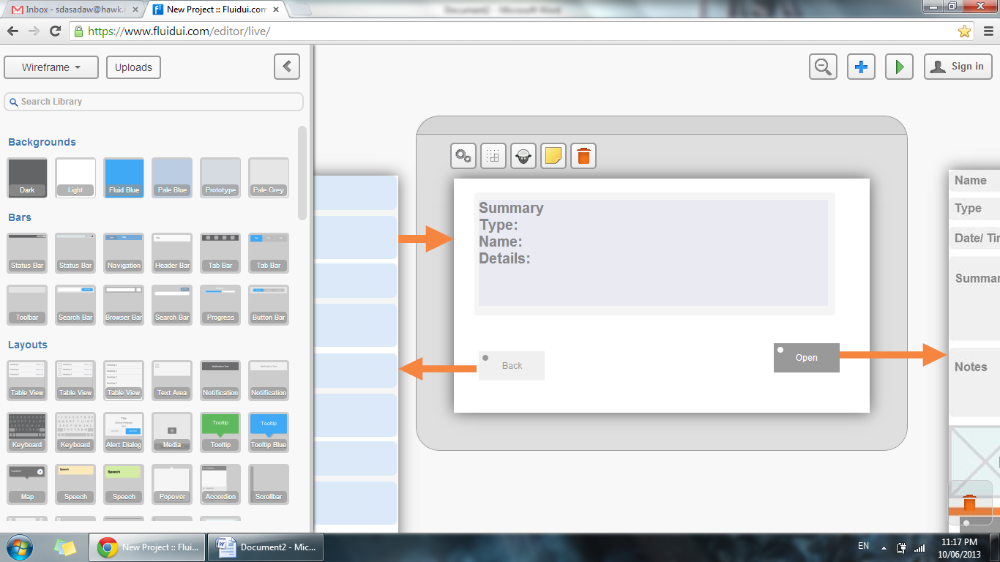 Document2 - Microsoft Word
Inbox - sdasadaw@hawk.i
New Project :: Fluidui.com
https://www.fluidui.com/editor/live/
Wireframe
Uploads
Sign in
Search Library
Backgrounds
Dark
Light
Fluid Blue
Pale Blue
Prototype
Pale Grey
Bars
Status Bar
Status Bar
Navigation
Header Bar
Tab Bar
Tab Bar
Toolbar
Search Bar
Browser Bar
Search Bar
Progress
Button Bar
Layouts
Table View
Table View
Table View
Text Area
Notification
Notification
Keyboard
Keyboard
Alert Dialog
Media
Tooltip
Tooltip
Tooltip
Tooltip Blue
Map
Speech
Speech
Speech
Speech
Popover
Accordion
Scrollbar
Summary
Type:
Name:
Details:
Back
Open
Name
Type
Date/ Tim
Summar
Notes
New Project :: Flui...
Document2 - Mic...
EN
11:17 PM
10/06/2013